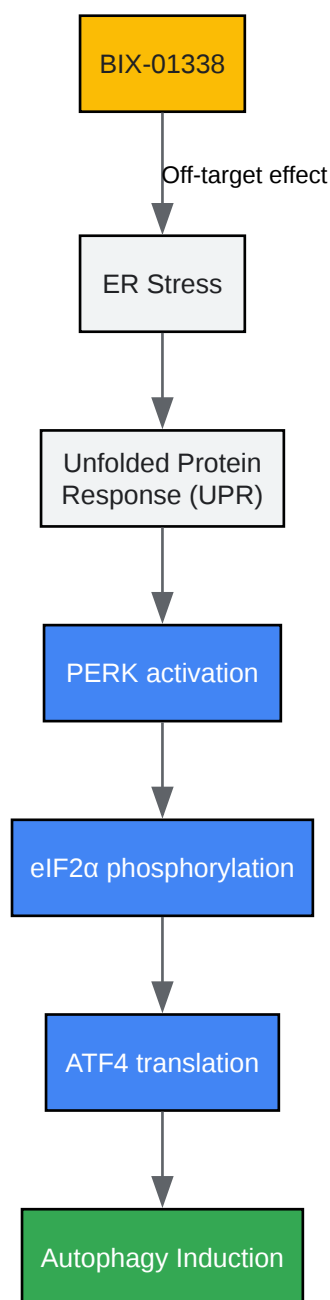 BIX-01338
Off-target effect
ER Stress
Unfolded Protein
Response (UPR)
PERK activation
eIF2α phosphorylation
ATF4 translation
Autophagy Induction